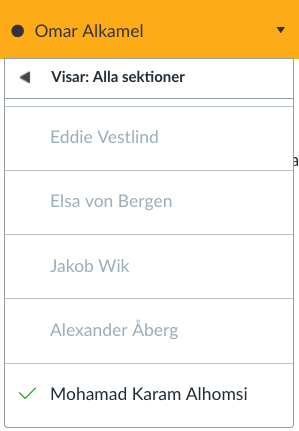 Omar Alkamel
Visar: Alla sektioner
Eddie Vestlind
a
Elsa von Bergen
Jakob Wik
Alexander Åberg
Mohamad Karam Alhomsi